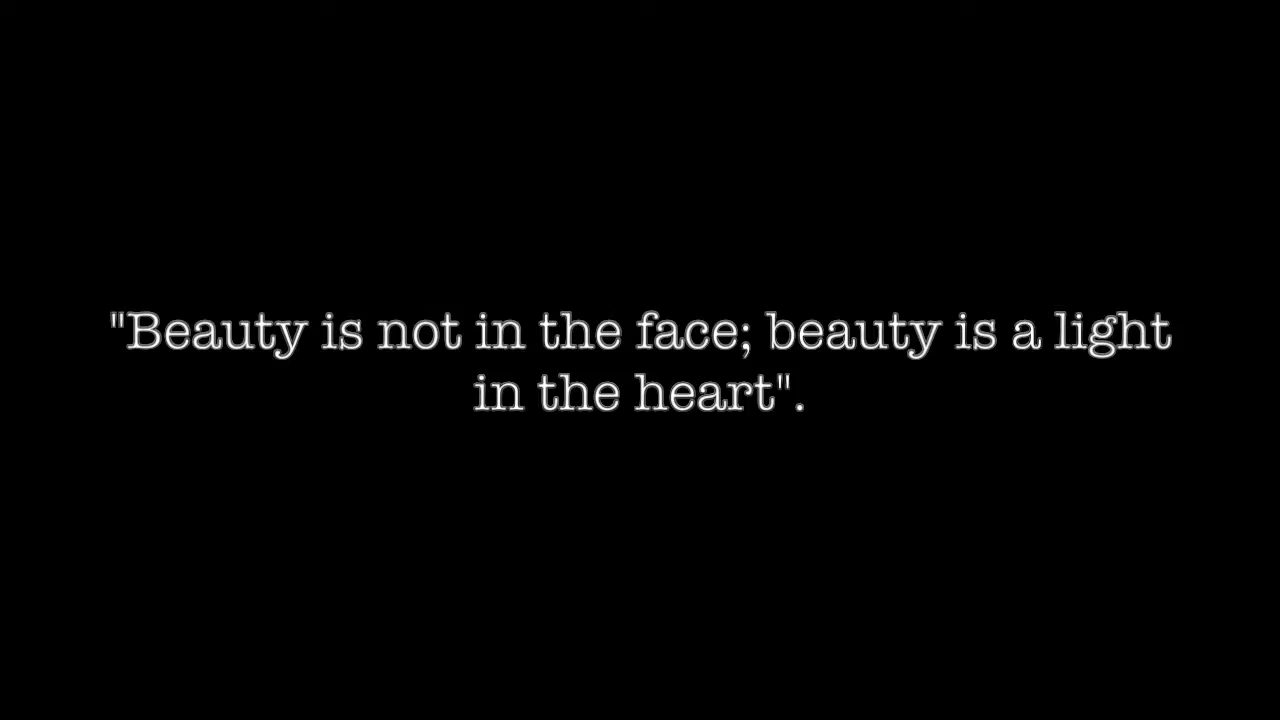 "Beauty is not in the face; beauty is a light
in the heart".